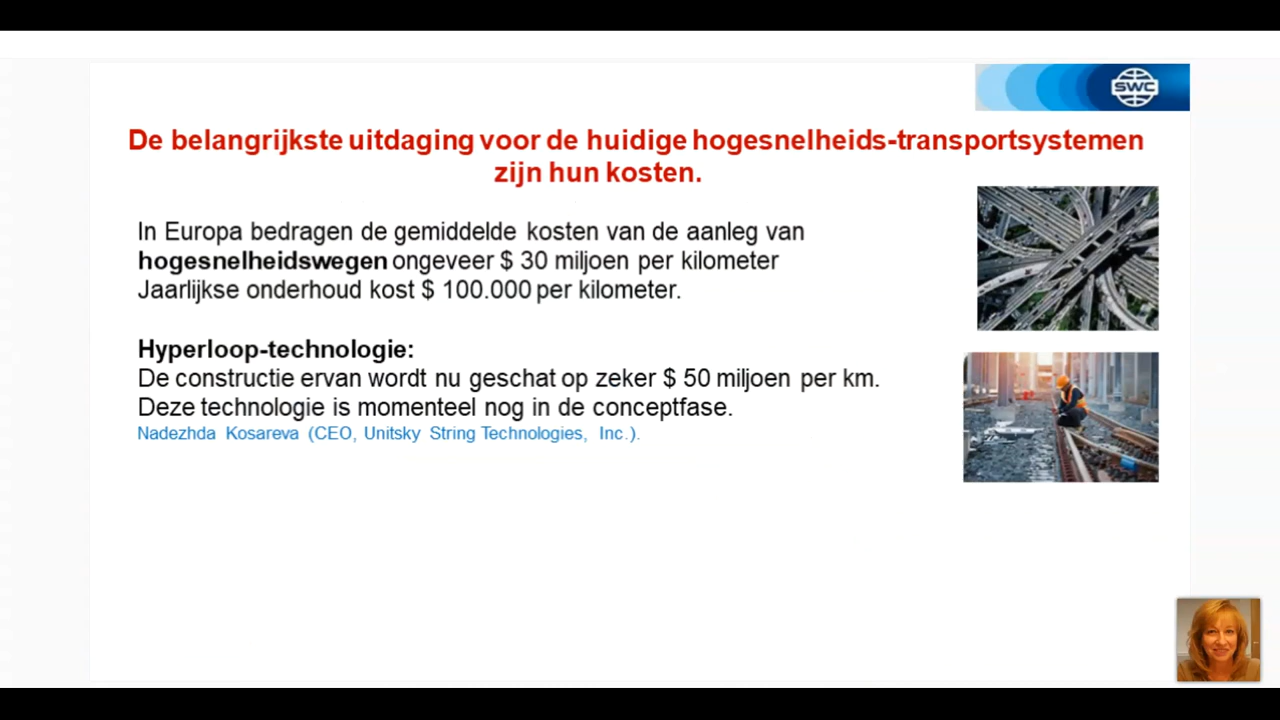 SWC
De belangrijkste uitdaging voor de huidige hogesnelheids-transportsystemen
zijn hun kosten.
In Europa bedragen de gemiddelde kosten van de aanleg van
hogesnelheidswegen ongeveer $ 30 miljoen per kilometer
Jaarlijkse onderhoud kost $ 100.000 per kilometer.
Hyperloop-technologie:
De constructie ervan wordt nu geschat op zeker $ 50 miljoen per km.
Deze technologie is momenteel nog in de conceptfase.
Nadezhda Kosareva (CEO, Unitsky String Technologies, Inc.).